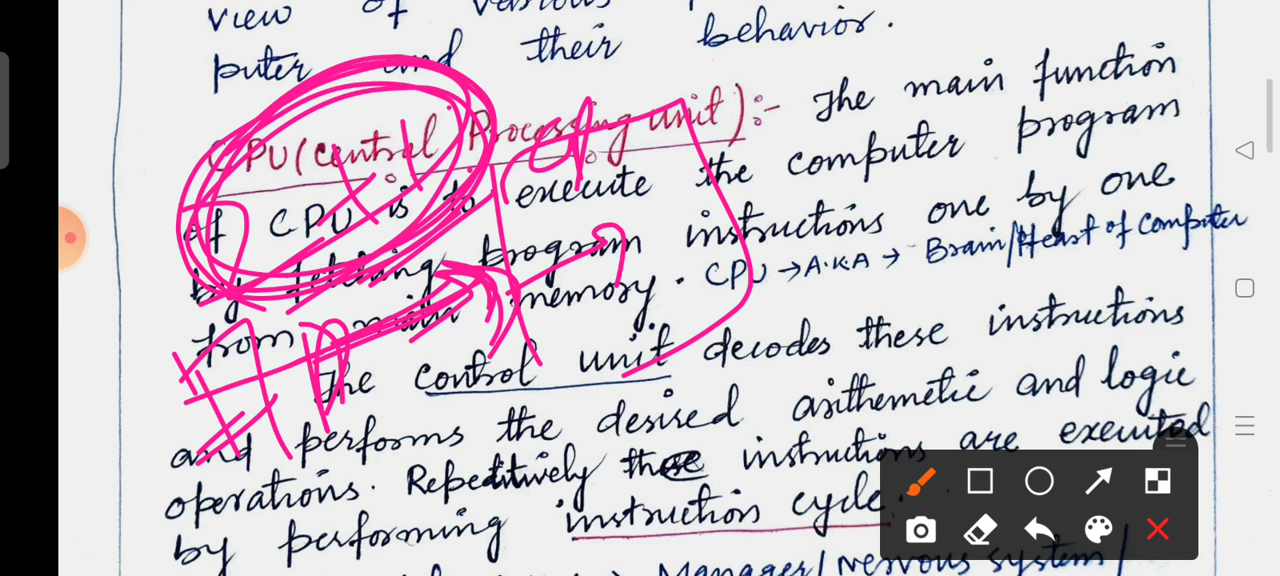 view of various
puter and their behavior.
CPU (Central Processing unit):- The main function
of CPU is to execute the computer program
by fetching program instructions one by one
from main memory. CPU → A.K.A → Brain/Heart of Computer
The control unit decodes these instructions
and performs the desired arithemetic and logic
operations. Repeditively these instructions are executed
by performing instruction cycle.
Manager/Nervous system/